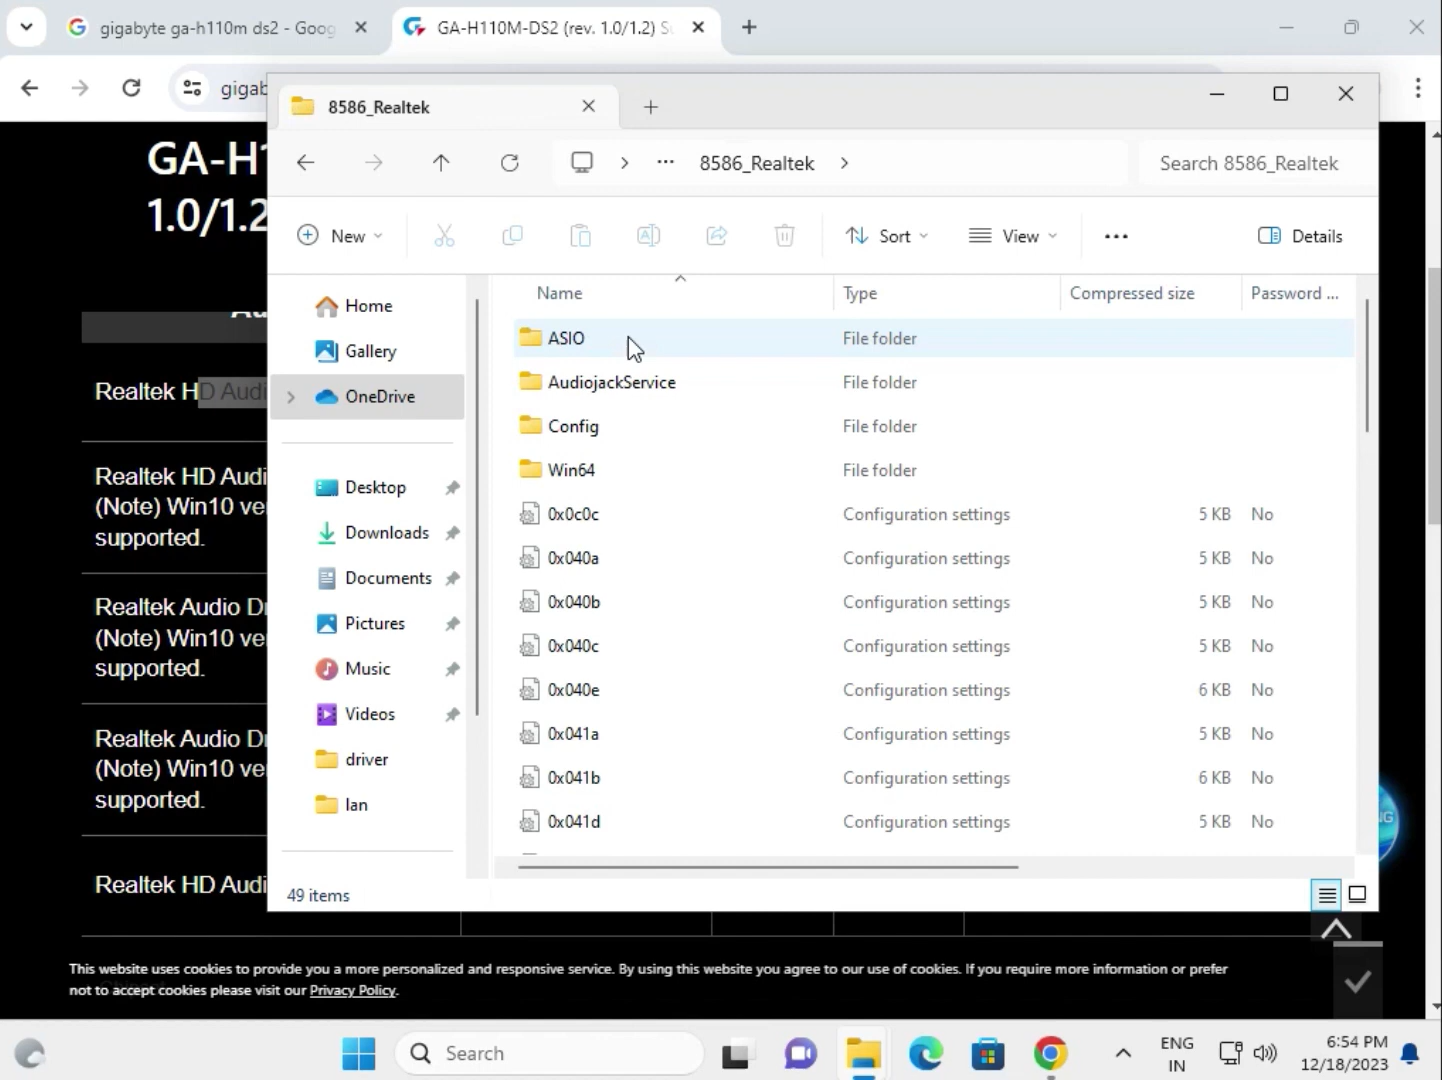 gigabyte ga-h110m ds2 - Goog
GA-H110M-DS2 (rev. 1.0/1.2) S
gigab
8586_Realtek
8586_Realtek
Search 8586_Realtek
New
Sort
View
Details
GA-H1
1.0/1.2
Name
Type
Compressed size
Password ...
Home
Gallery
OneDrive
Desktop
Downloads
Documents
Pictures
Music
Videos
driver
lan
ASIO File folder
AudiojackService File folder
Config File folder
Win64 File folder
0x0c0c Configuration settings 5 KB No
0x040a Configuration settings 5 KB No
0x040b Configuration settings 5 KB No
0x040c Configuration settings 5 KB No
0x040e Configuration settings 6 KB No
0x041a Configuration settings 5 KB No
0x041b Configuration settings 6 KB No
0x041d Configuration settings 5 KB No
49 items
Realtek HD Audi
Realtek HD Audi
(Note) Win10 ve
supported.
Realtek Audio D
(Note) Win10 ve
supported.
Realtek Audio D
(Note) Win10 ve
supported.
Realtek HD Audi
NG
This website uses cookies to provide you a more personalized and responsive service. By using this website you agree to our use of cookies. If you require more information or prefer
not to accept cookies please visit our Privacy Policy.
Search
ENG
IN
6:54 PM
12/18/2023